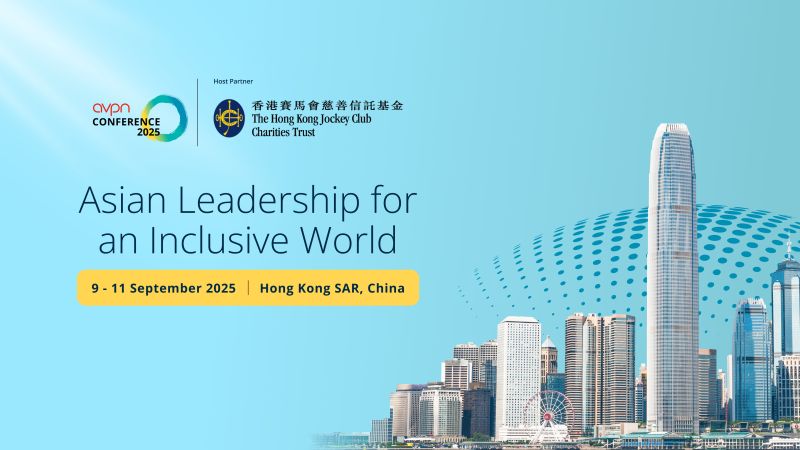 avpn
CONFERENCE
2025
Host Partner
香港賽馬會慈善信託基金
The Hong Kong Jockey Club
Charities Trust
Asian Leadership for
an Inclusive World
9 - 11 September 2025 | Hong Kong SAR, China